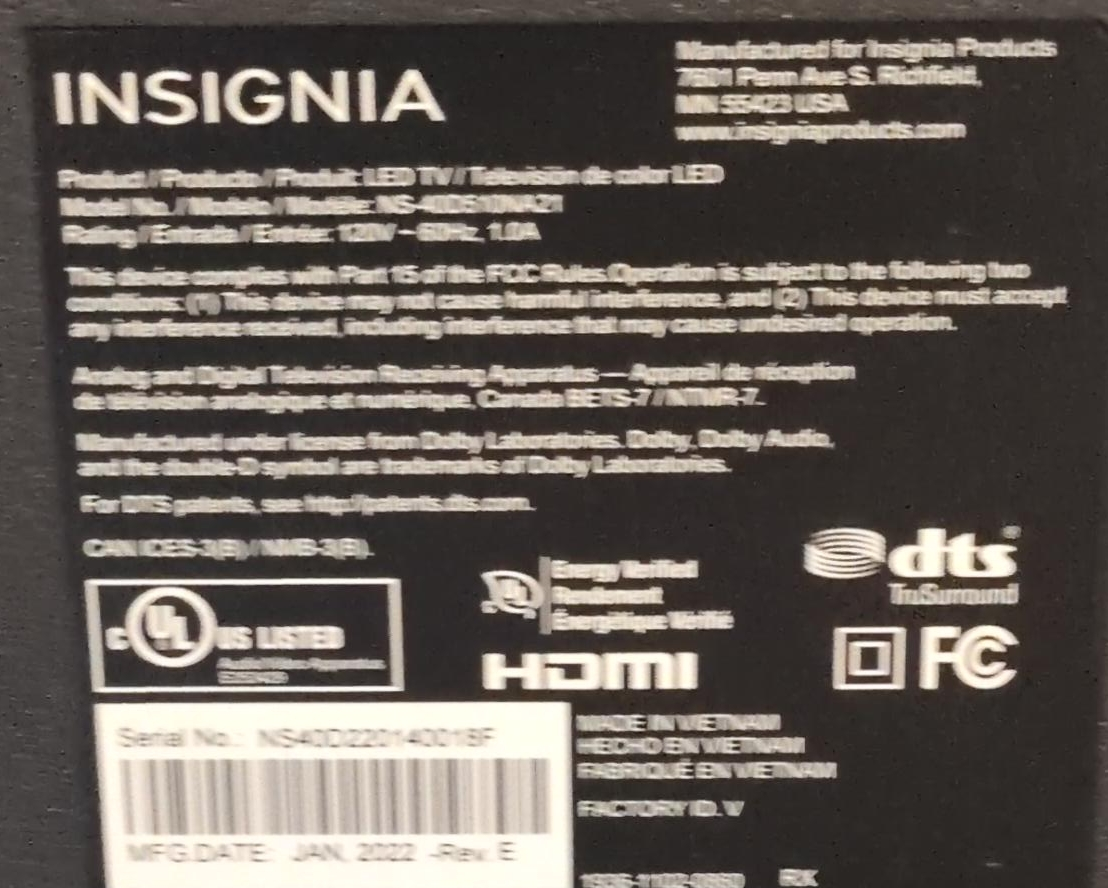 INSIGNIA
Manufactured for Insignia Products
7601 Penn Ave S. Richfield,
MN 55423 USA
www.insigniaproducts.com
Product / Producto / Produit: LED TV / Televisión de color LED
Model No. / Modelo / Modèle: NS-40D510NA21
Rating / Entrada / Entrée: 120V ~ 60Hz, 1.0A
This device complies with Part 15 of the FCC Rules Operation is subject to the following two
conditions. (1) This device may not cause harmful interference, and (2) This device must accept
any interference received, including interference that may cause undesired operation.
Analog and Digital Television Receiving Apparatus — Appareil de réception
de télévision analogique et numérique, Canada BETS-7 / NTMR-7.
Manufactured under license from Dolby Laboratories. Dolby, Dolby Audio,
and the double-D symbol are trademarks of Dolby Laboratories.
For DTS patents, see http://patents.dts.com.
CAN ICES-3(B) / NMB-3(B).
dts
TruSurround
Energy Verified
Rendement
Énergétique Vérifié
C UL US LISTED
UL
HDMI
FC
Serial No.: NS40D220140018F
MFG.DATE: JAN. 2022 -Rev. E
MADE IN VIETNAM
HECHO EN VIETNAM
FABRIQUÉ EN VIETNAM
FACTORY ID. V
RK